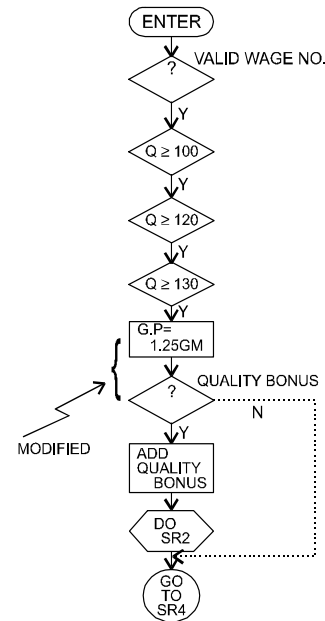 ENTER
?
VALID WAGE NO.
Y
Q ≥ 100
Y
Q ≥ 120
Y
Q ≥ 130
Y
G.P=
1.25GM
?
QUALITY BONUS
N
MODIFIED
Y
ADD
QUALITY
BONUS
DO
SR2
GO
TO
SR4